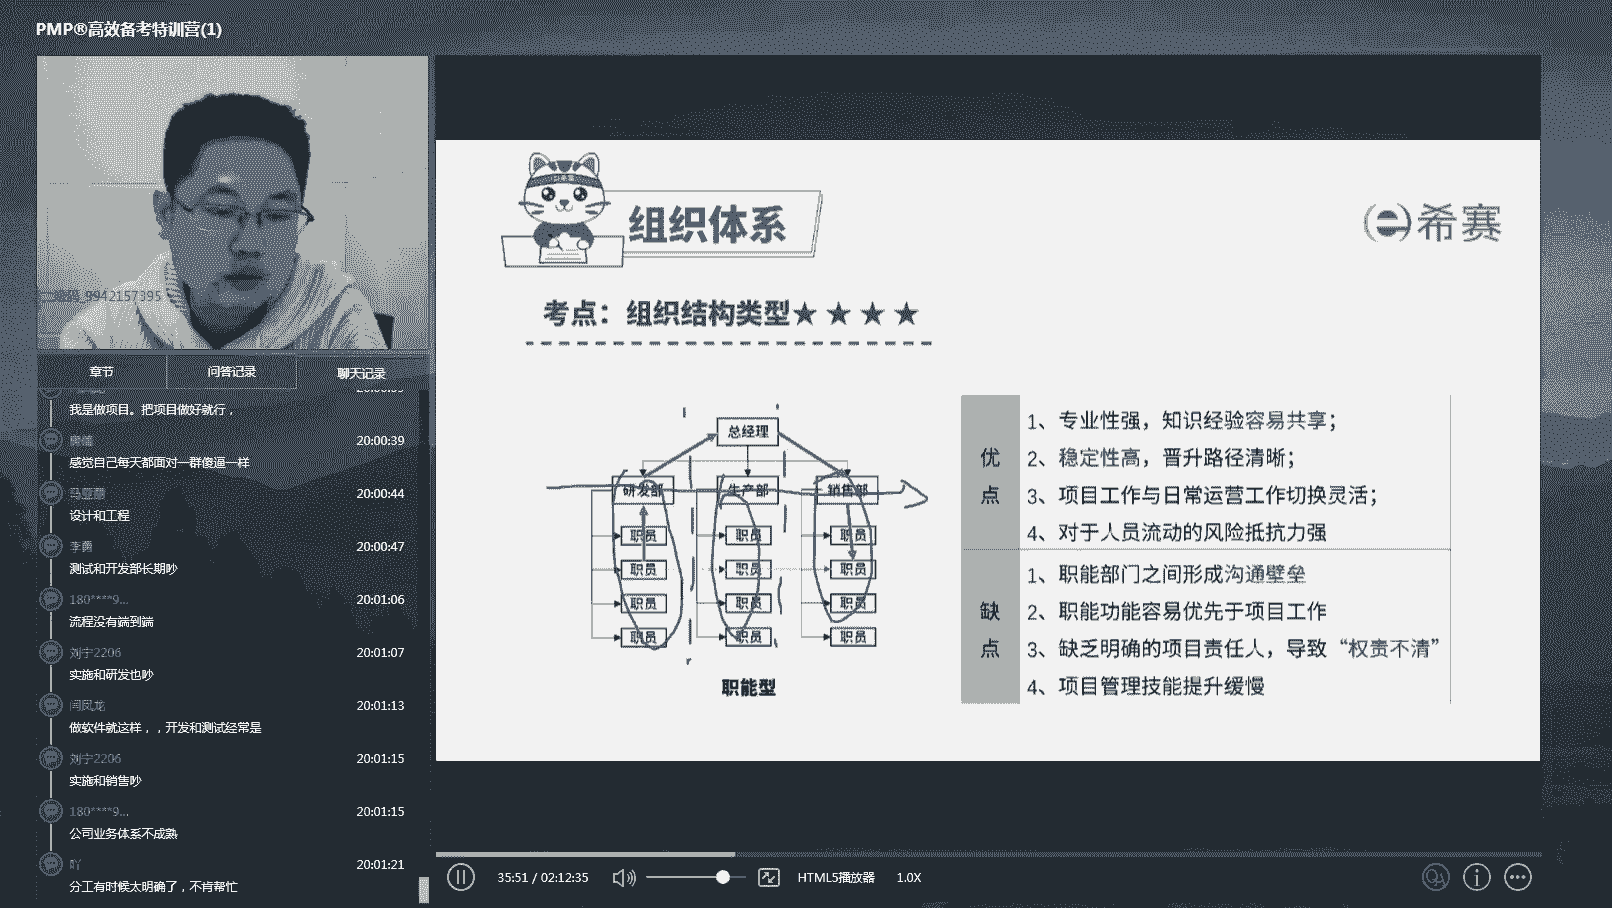 PMP®高效备考特训营(1)
9942157395
章节
问答记录
聊天记录
我是做项目。把项目做好就行，
20:00:39
感觉自己每天都面对一群傻逼一样
20:00:44
设计和工程
李茵
20:00:47
测试和开发部长期吵
180****9...
20:01:06
流程没有端到端
刘宁2206
20:01:07
实施和研发也吵
闫凤龙
20:01:13
做软件就这样，，开发和测试经常是
刘宁2206
20:01:15
实施和销售吵
180****9...
20:01:15
公司业务体系不成熟
吖
20:01:21
分工有时候太明确了，不肯帮忙
组织体系
希赛
考点：组织结构类型★★★★
总经理
研发部
生产部
销售部
职员
职员
职员
职员
职员
职员
职员
职员
职员
职员
职员
职员
职能型
优点
1、专业性强，知识经验容易共享；
2、稳定性高，晋升路径清晰；
3、项目工作与日常运营工作切换灵活；
4、对于人员流动的风险抵抗力强
缺点
1、职能部门之间形成沟通壁垒
2、职能功能容易优先于项目工作
3、缺乏明确的项目责任人，导致“权责不清”
4、项目管理技能提升缓慢
35:51 / 02:12:35
HTML5播放器
1.0X